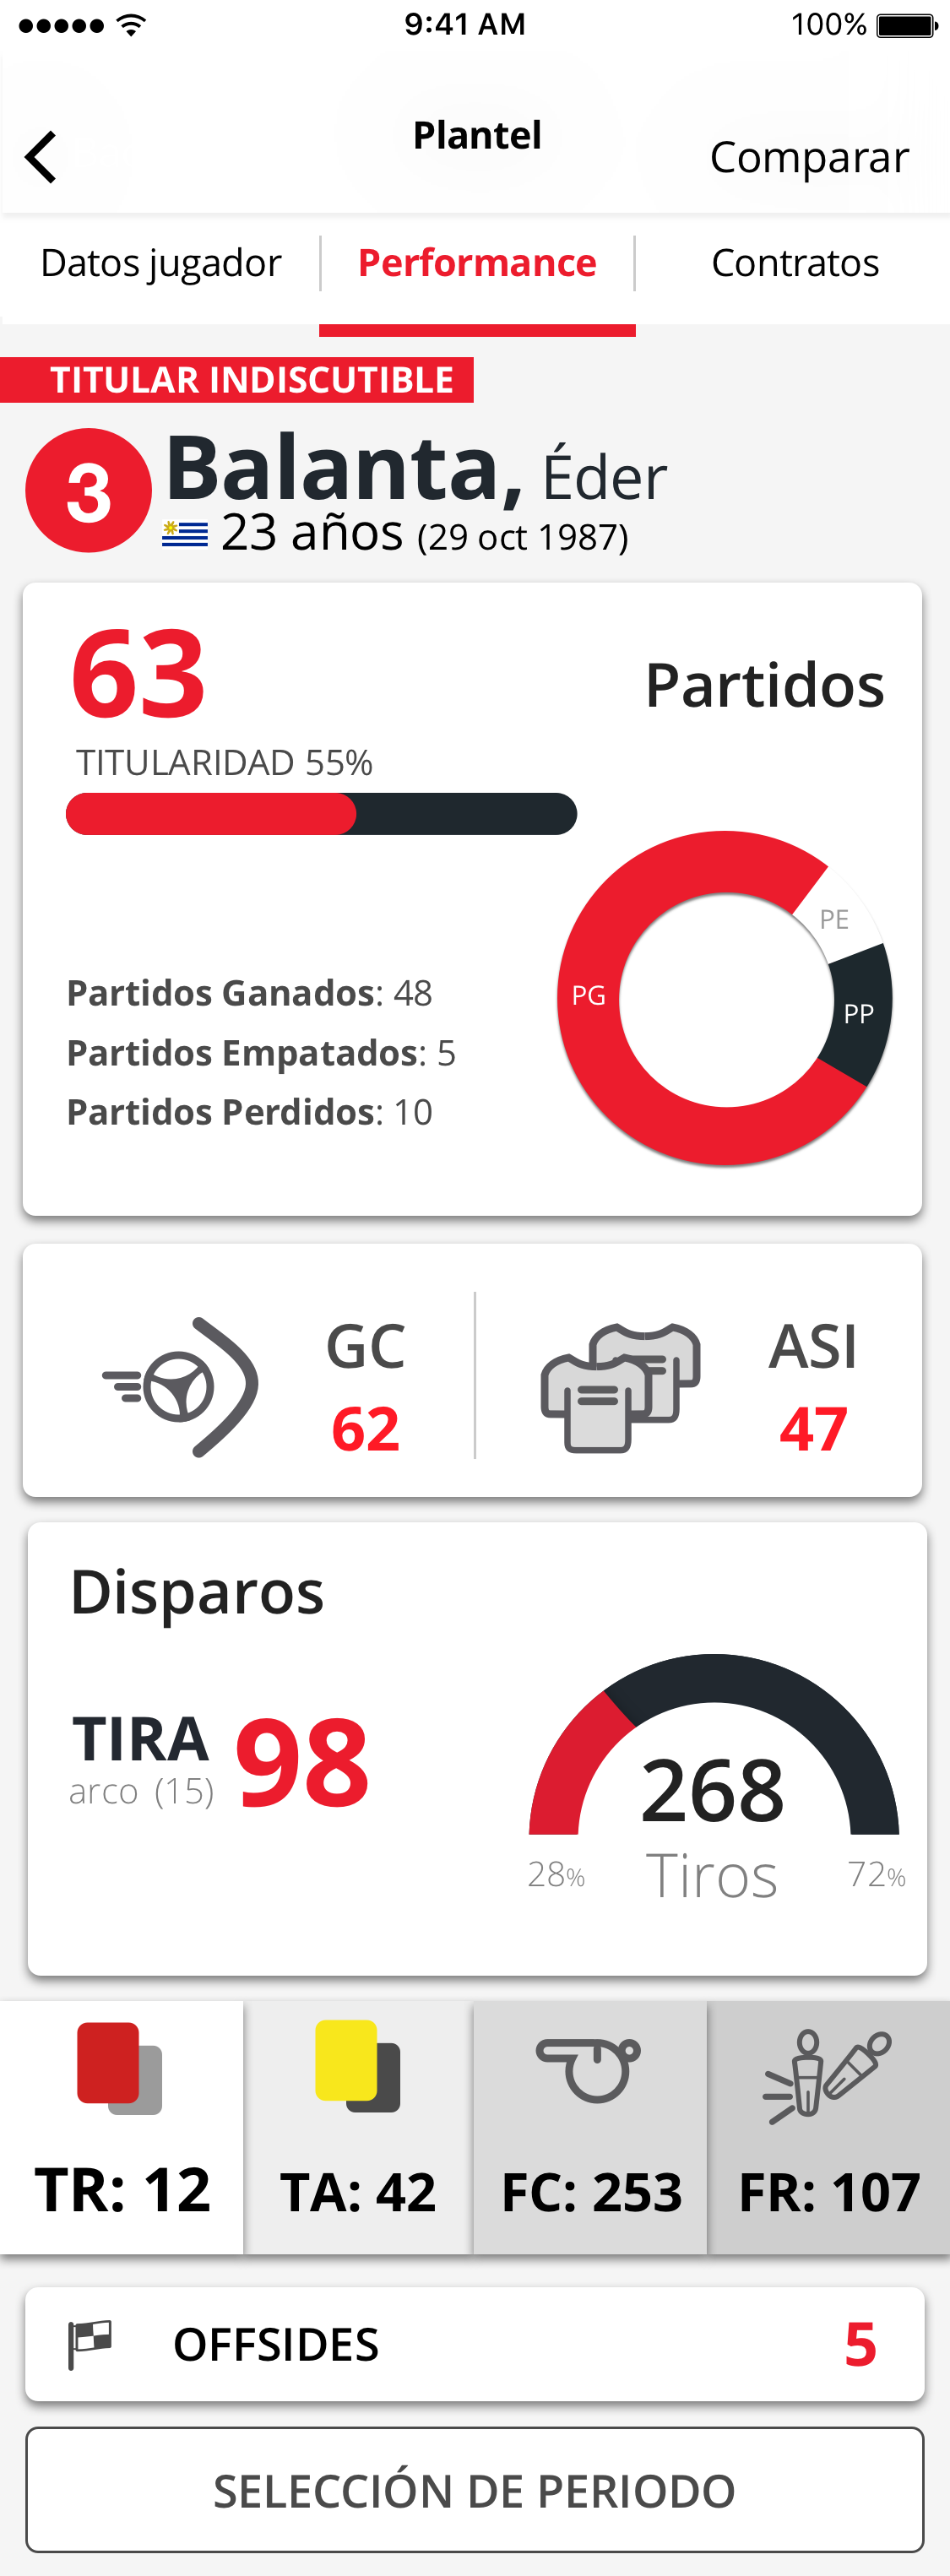 9:41 AM
100%
Plantel
Comparar
Datos jugador
Performance
Contratos
TITULAR INDISCUTIBLE
3
Balanta, Éder
23 años (29 oct 1987)
63
Partidos
TITULARIDAD 55%
PE
PG
PP
Partidos Ganados: 48
Partidos Empatados: 5
Partidos Perdidos: 10
GC
62
ASI
47
Disparos
TIRA
arco (15)
98
268
Tiros
28%
72%
TR: 12
TA: 42
FC: 253
FR: 107
OFFSIDES
5
SELECCIÓN DE PERIODO